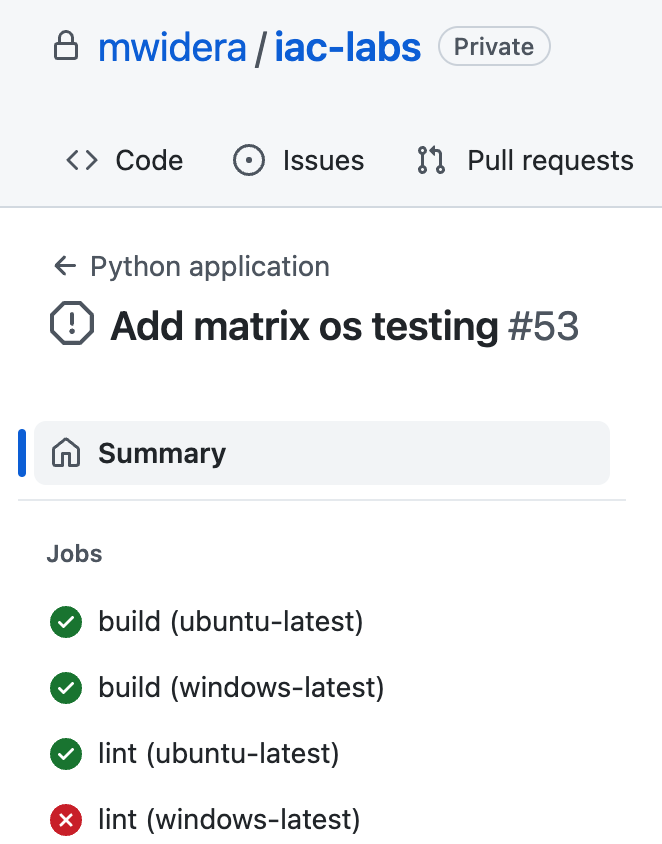 mwidera / iac-labs Private
Code Issues Pull requests
← Python application
Add matrix os testing #53
Summary
Jobs
build (ubuntu-latest)
build (windows-latest)
lint (ubuntu-latest)
lint (windows-latest)